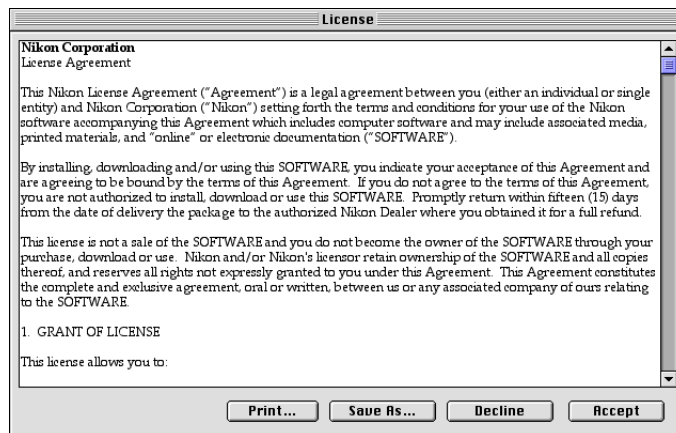 License
Nikon Corporation
License Agreement
This Nikon License Agreement ("Agreement") is a legal agreement between you (either an individual or single
entity) and Nikon Corporation ("Nikon") setting forth the terms and conditions for your use of the Nikon
software accompanying this Agreement which includes computer software and may include associated media,
printed materials, and "online" or electronic documentation ("SOFTWARE").
By installing, downloading and/or using this SOFTWARE, you indicate your acceptance of this Agreement and
are agreeing to be bound by the terms of this Agreement. If you do not agree to the terms of this Agreement,
you are not authorized to install, download or use this SOFTWARE. Promptly return within fifteen (15) days
from the date of delivery the package to the authorized Nikon Dealer where you obtained it for a full refund.
This license is not a sale of the SOFTWARE and you do not become the owner of the SOFTWARE through your
purchase, download or use. Nikon and/or Nikon's licensor retain ownership of the SOFTWARE and all copies
thereof, and reserves all rights not expressly granted to you under this Agreement. This Agreement constitutes
the complete and exclusive agreement, oral or written, between us or any associated company of ours relating
to the SOFTWARE.
1. GRANT OF LICENSE
This license allows you to:
Print... Save As... Decline Accept